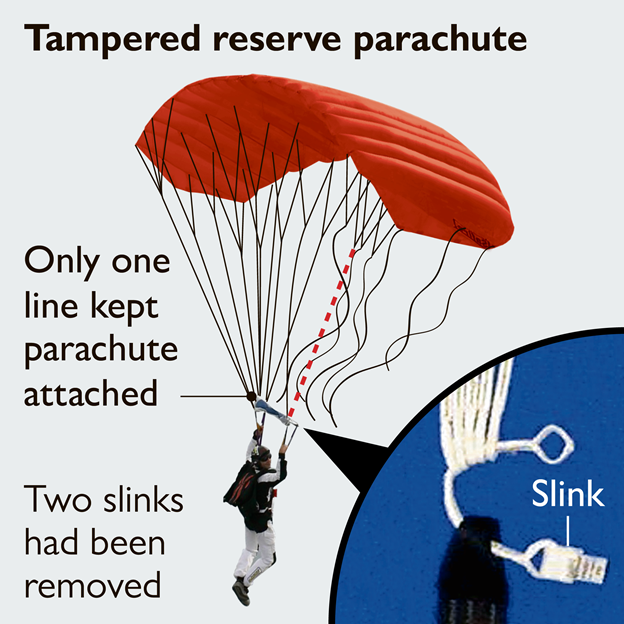 Tampered reserve parachute
Only one
line kept
parachute
attached
Two slinks
had been
removed
Slink